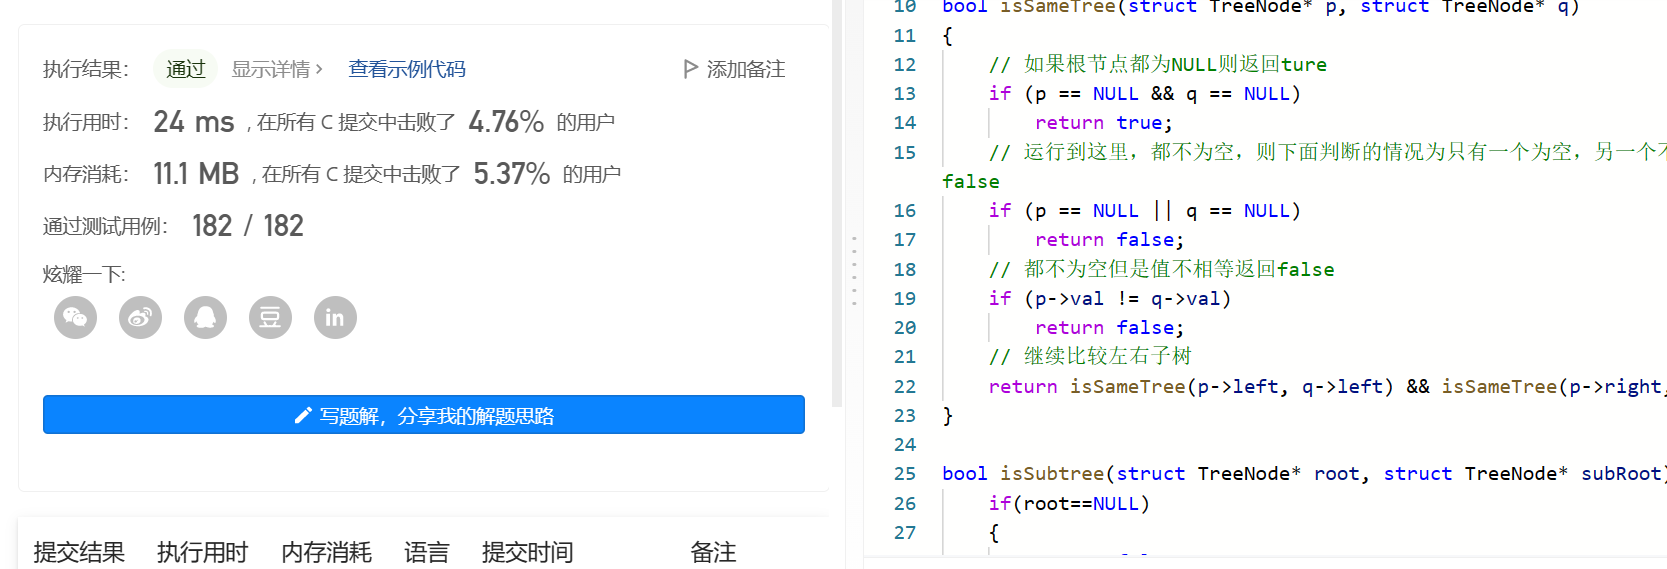 执行结果： 通过 显示详情 > 查看示例代码 添加备注
执行用时： 24 ms , 在所有 C 提交中击败了 4.76% 的用户
内存消耗： 11.1 MB , 在所有 C 提交中击败了 5.37% 的用户
通过测试用例： 182 / 182
炫耀一下:
豆 in
写题解，分享我的解题思路
提交结果 执行用时 内存消耗 语言 提交时间 备注
10 bool isSameTree(struct TreeNode* p, struct TreeNode* q)
11 {
12 // 如果根节点都为NULL则返回ture
13 if (p == NULL && q == NULL)
14 return true;
15 // 运行到这里，都不为空，则下面判断的情况为只有一个为空，另一个不
false
16 if (p == NULL || q == NULL)
17 return false;
18 // 都不为空但是值不相等返回false
19 if (p->val != q->val)
20 return false;
21 // 继续比较左右子树
22 return isSameTree(p->left, q->left) && isSameTree(p->right,
23 }
24
25 bool isSubtree(struct TreeNode* root, struct TreeNode* subRoot)
26 if(root==NULL)
27 {